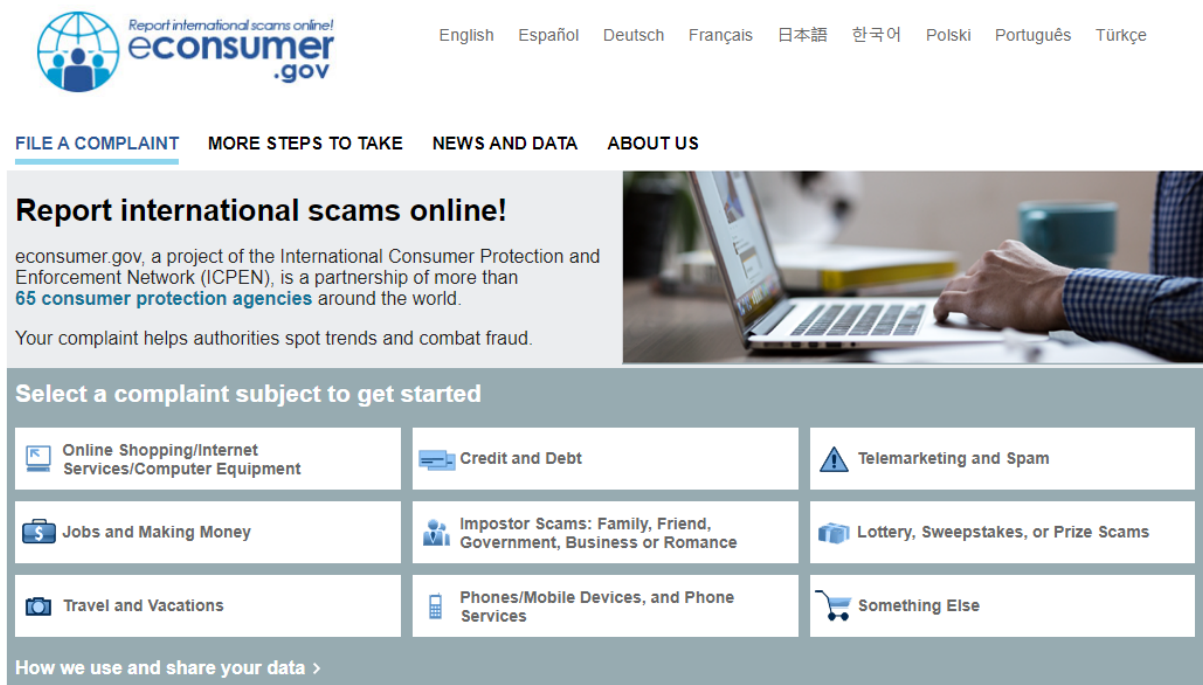 Report international scams online!
econsumer
.gov
English Español Deutsch Français 日本語 한국어 Polski Português Türkçe
FILE A COMPLAINT MORE STEPS TO TAKE NEWS AND DATA ABOUT US
Report international scams online!
econsumer.gov, a project of the International Consumer Protection and
Enforcement Network (ICPEN), is a partnership of more than
65 consumer protection agencies around the world.
Your complaint helps authorities spot trends and combat fraud.
Select a complaint subject to get started
Online Shopping/Internet
Services/Computer Equipment
Credit and Debt
Telemarketing and Spam
Jobs and Making Money
Impostor Scams: Family, Friend,
Government, Business or Romance
Lottery, Sweepstakes, or Prize Scams
Travel and Vacations
Phones/Mobile Devices, and Phone
Services
Something Else
How we use and share your data >